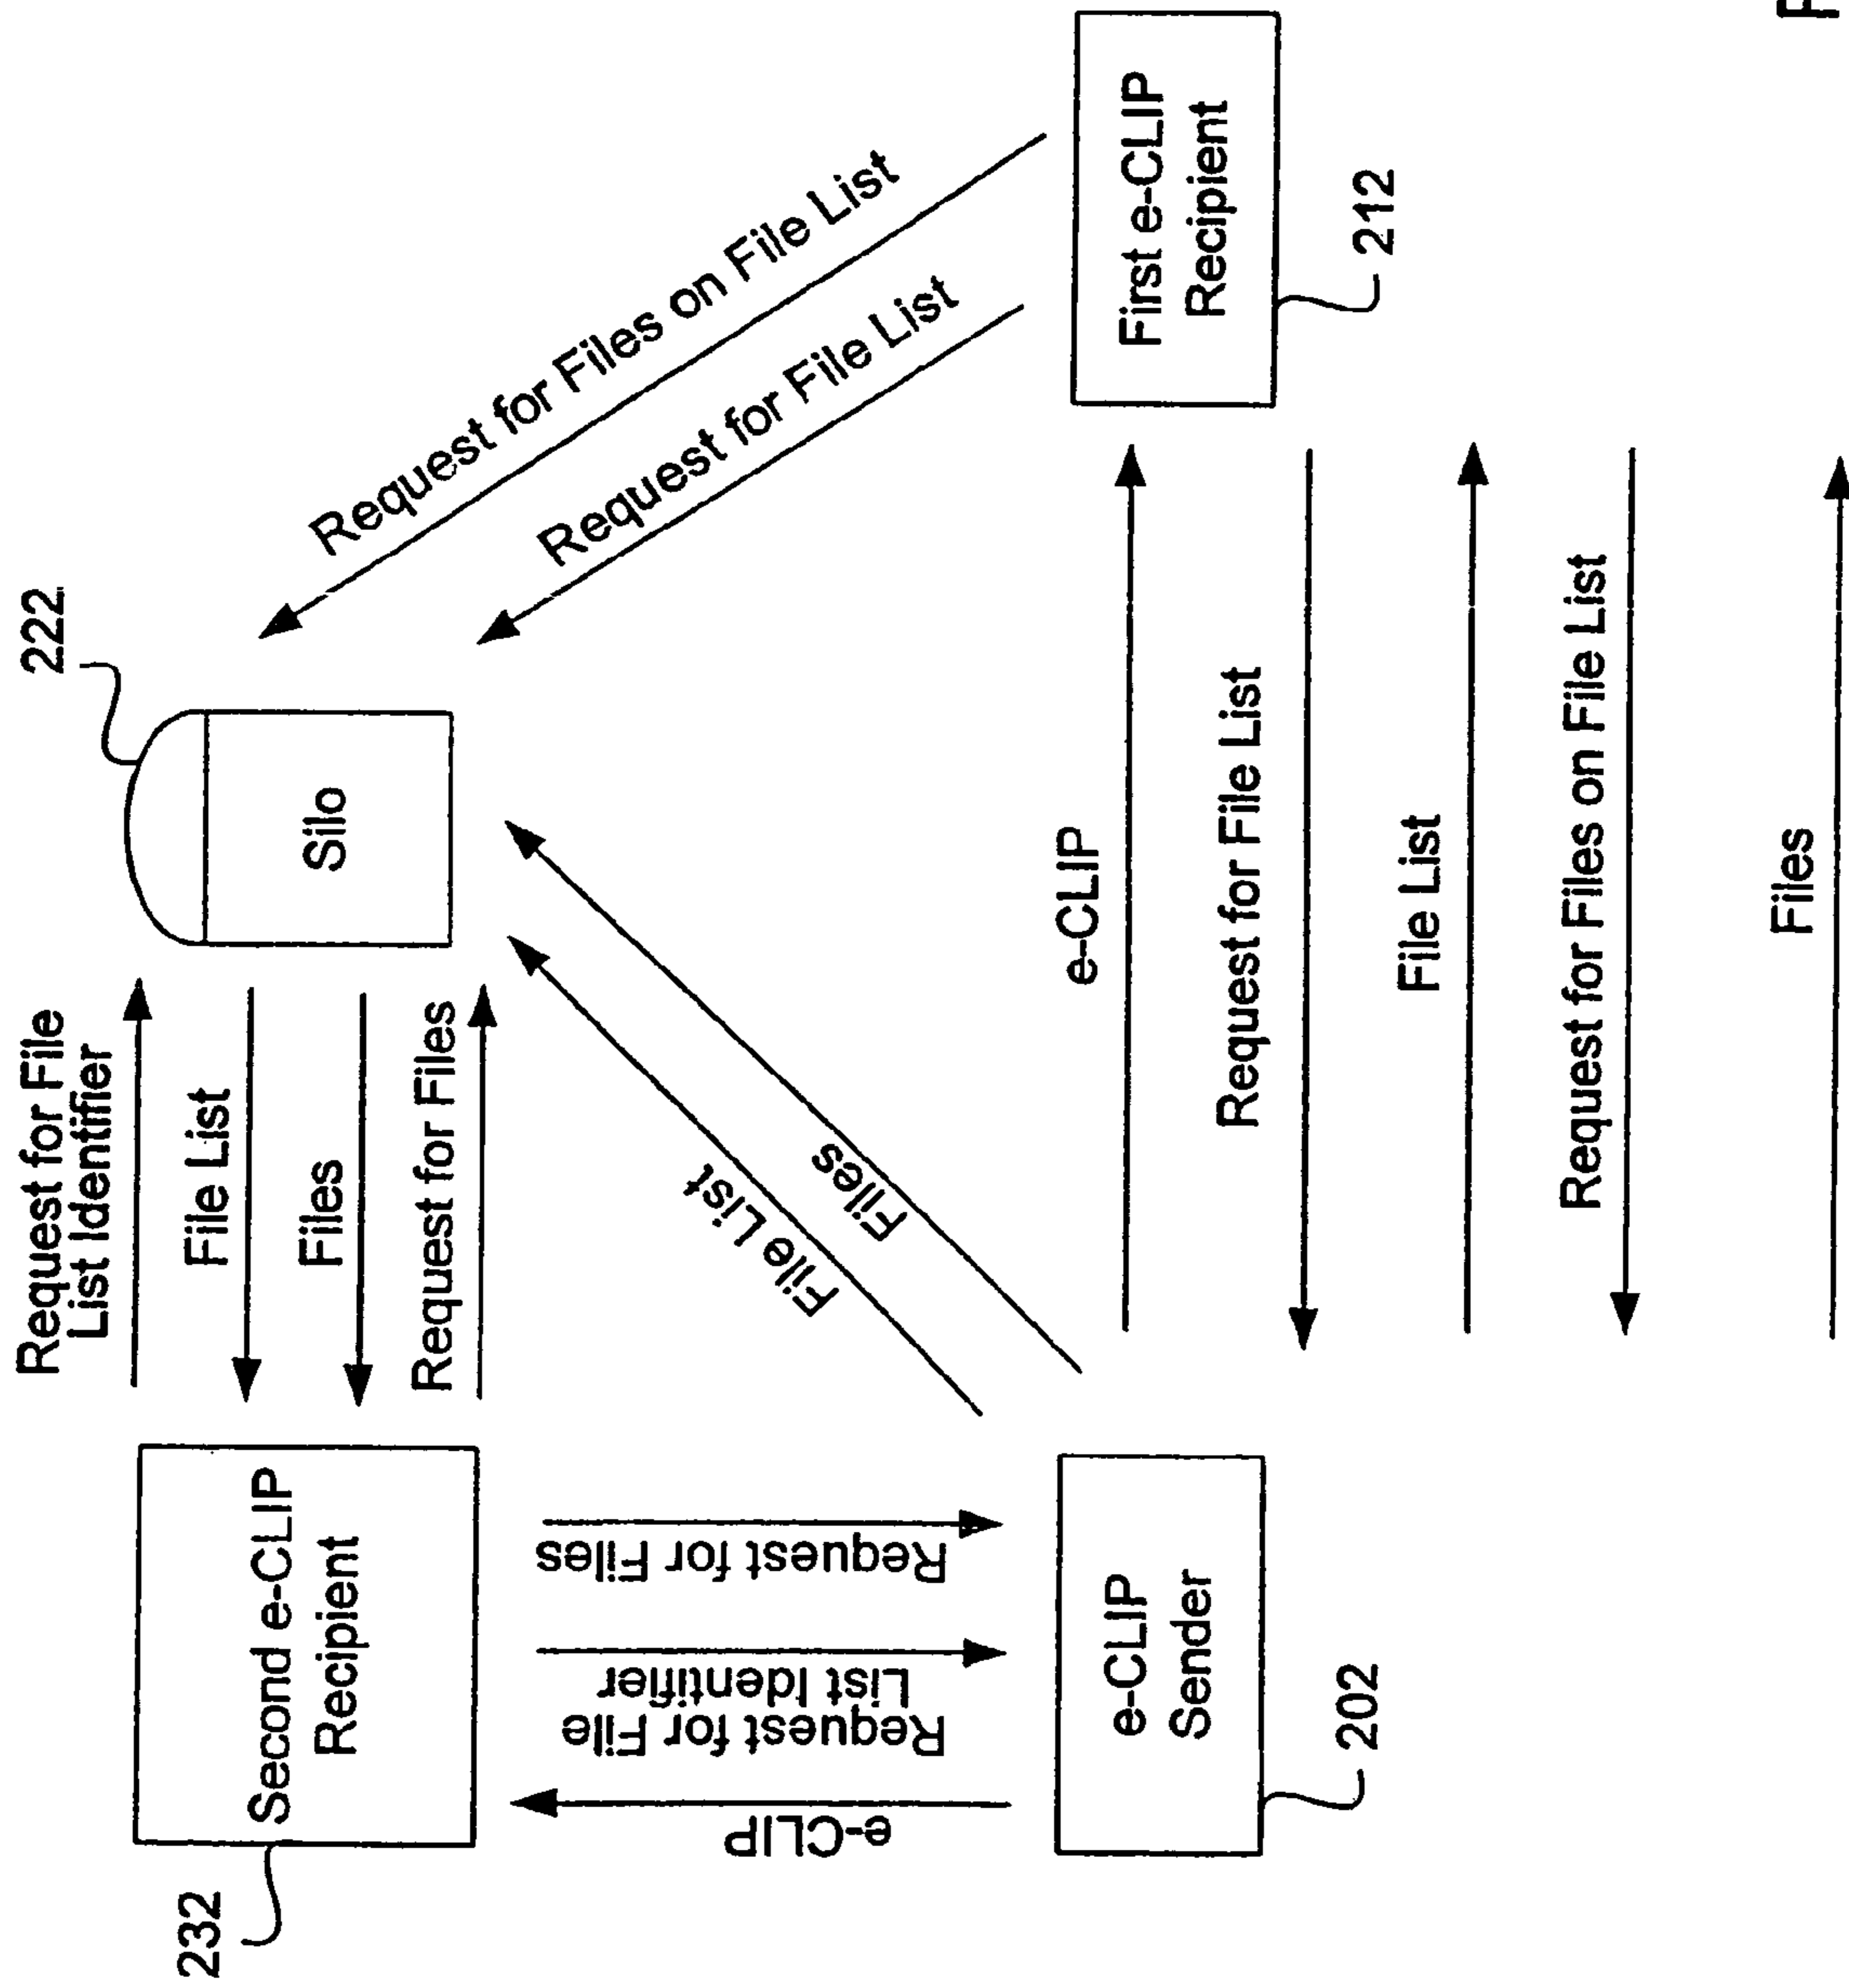 222
Request for File
List Identifier
File List
Files
Request for Files
Silo
Request for Files on File List
Request for File List
232
Second e-CLIP
Recipient
e-CLIP
Request for File
List Identifier
Request for Files
File List
Files
e-CLIP
Sender
202
e-CLIP
Request for File List
File List
Request for Files on File List
Files
First e-CLIP
Recipient
212